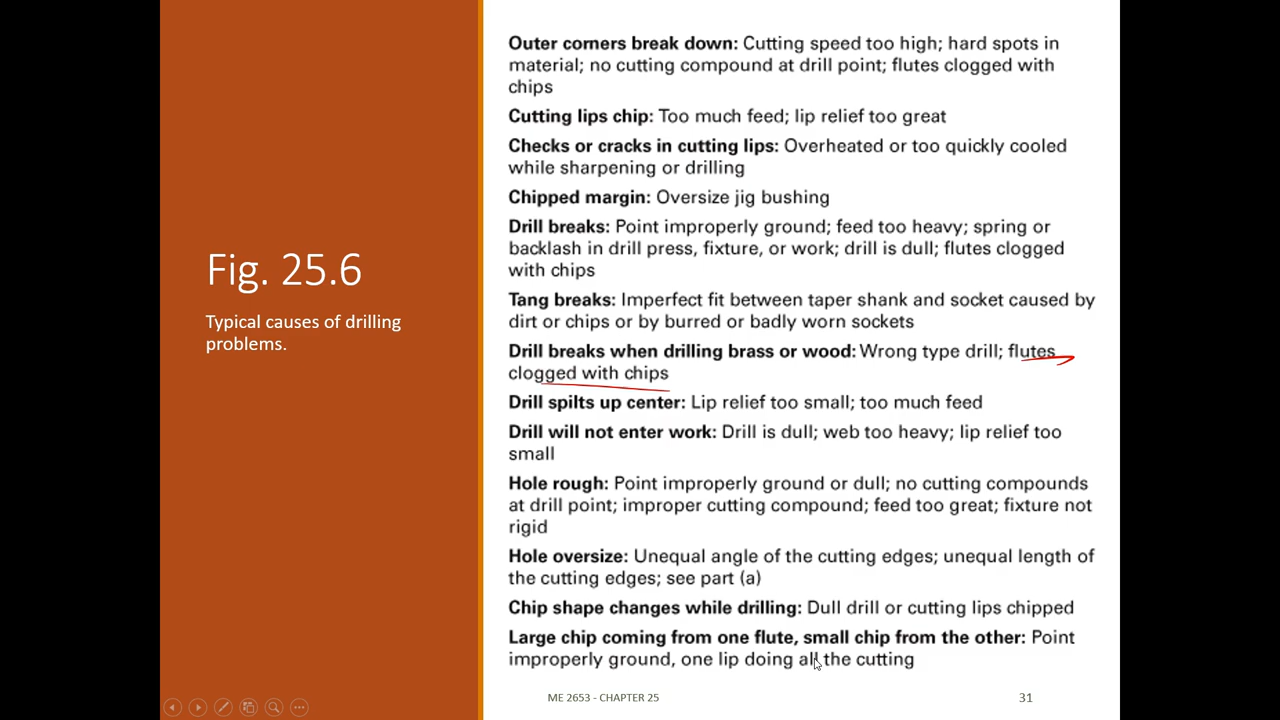 Fig. 25.6
Typical causes of drilling
problems.
Outer corners break down: Cutting speed too high; hard spots in
material; no cutting compound at drill point; flutes clogged with
chips
Cutting lips chip: Too much feed; lip relief too great
Checks or cracks in cutting lips: Overheated or too quickly cooled
while sharpening or drilling
Chipped margin: Oversize jig bushing
Drill breaks: Point improperly ground; feed too heavy; spring or
backlash in drill press, fixture, or work; drill is dull; flutes clogged
with chips
Tang breaks: Imperfect fit between taper shank and socket caused by
dirt or chips or by burred or badly worn sockets
Drill breaks when drilling brass or wood: Wrong type drill; flutes
clogged with chips
Drill spilts up center: Lip relief too small; too much feed
Drill will not enter work: Drill is dull; web too heavy; lip relief too
small
Hole rough: Point improperly ground or dull; no cutting compounds
at drill point; improper cutting compound; feed too great; fixture not
rigid
Hole oversize: Unequal angle of the cutting edges; unequal length of
the cutting edges; see part (a)
Chip shape changes while drilling: Dull drill or cutting lips chipped
Large chip coming from one flute, small chip from the other: Point
improperly ground, one lip doing all the cutting
ME 2653 - CHAPTER 25
31